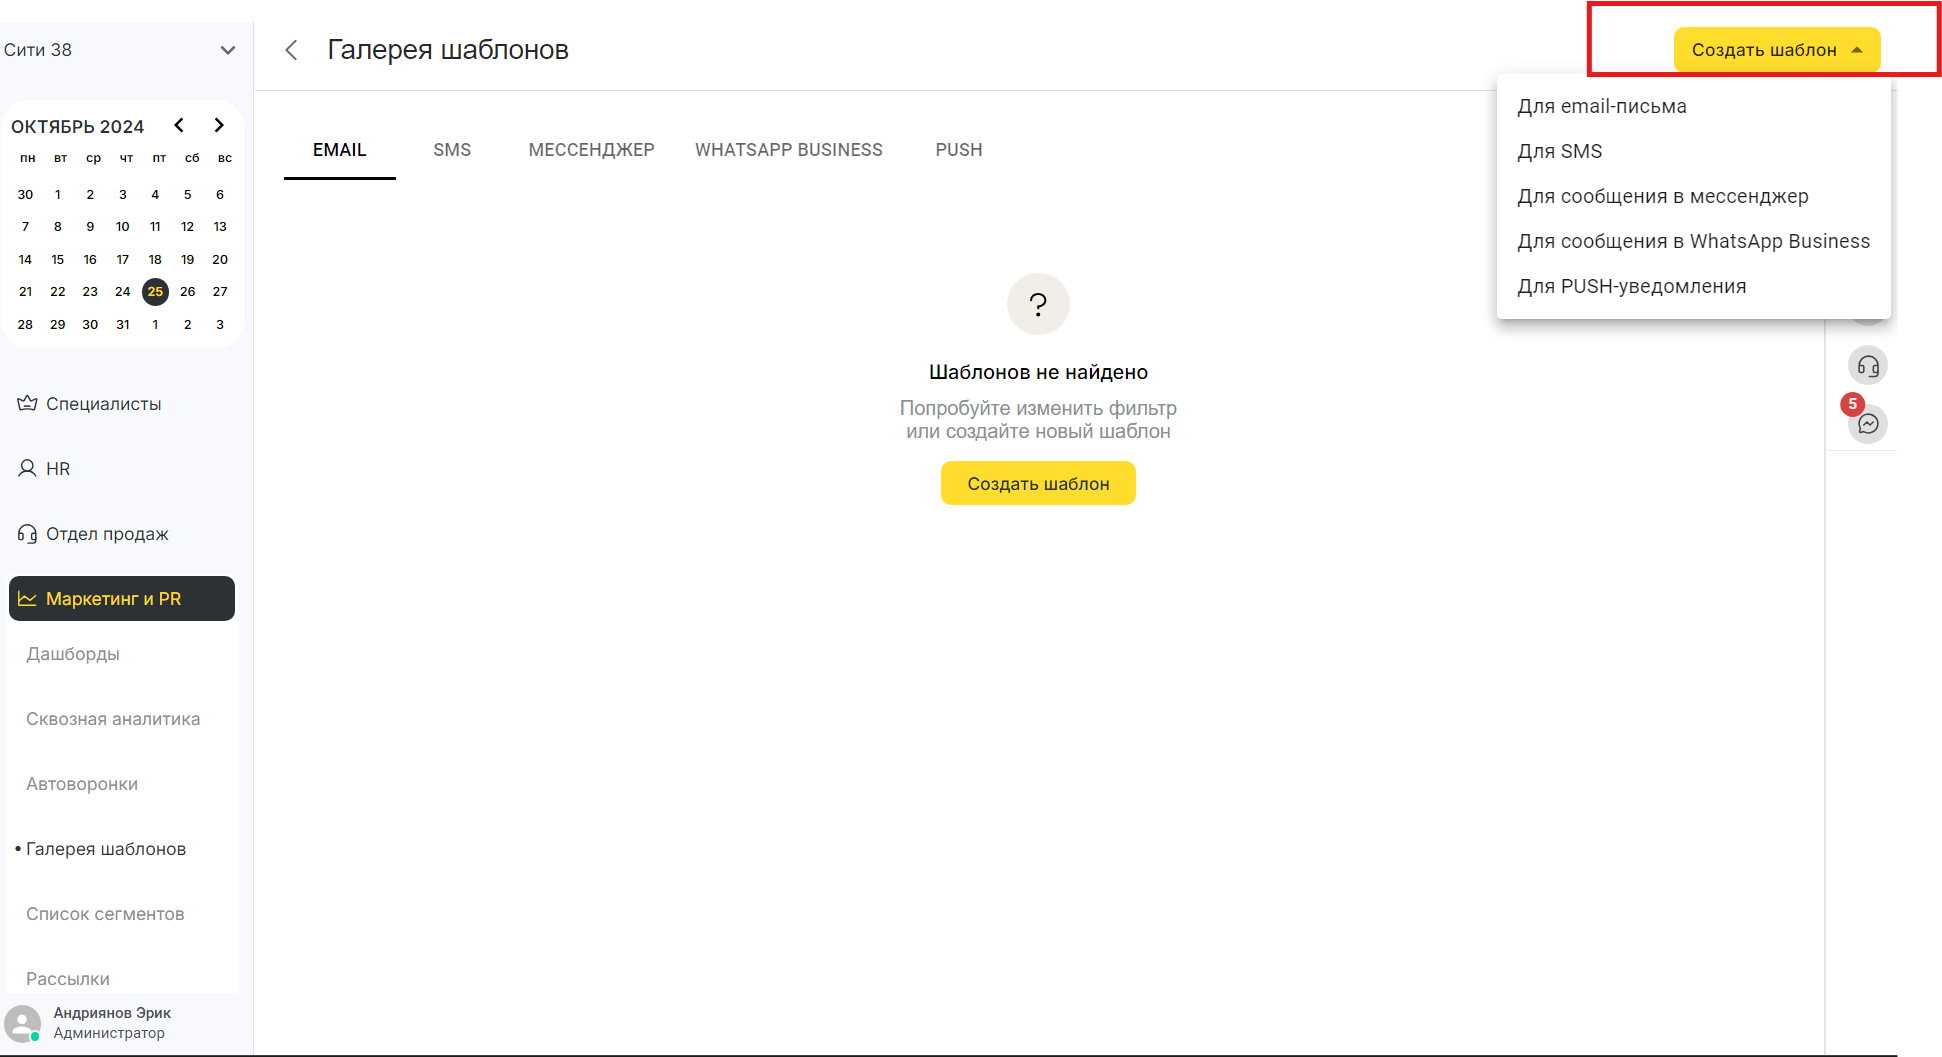 Сити 38
ОКТЯБРЬ 2024
пн вт ср чт пт сб вс
30 1 2 3 4 5 6
7 8 9 10 11 12 13
14 15 16 17 18 19 20
21 22 23 24 25 26 27
28 29 30 31 1 2 3
Специалисты
HR
Отдел продаж
Маркетинг и PR
Дашборды
Сквозная аналитика
Автоворонки
• Галерея шаблонов
Список сегментов
Рассылки
Андриянов Эрик
Администратор
Галерея шаблонов
Создать шаблон
Для email-письма
Для SMS
Для сообщения в мессенджер
Для сообщения в WhatsApp Business
Для PUSH-уведомления
EMAIL SMS МЕССЕНДЖЕР WHATSAPP BUSINESS PUSH
?
Шаблонов не найдено
Попробуйте изменить фильтр
или создайте новый шаблон
Создать шаблон
5